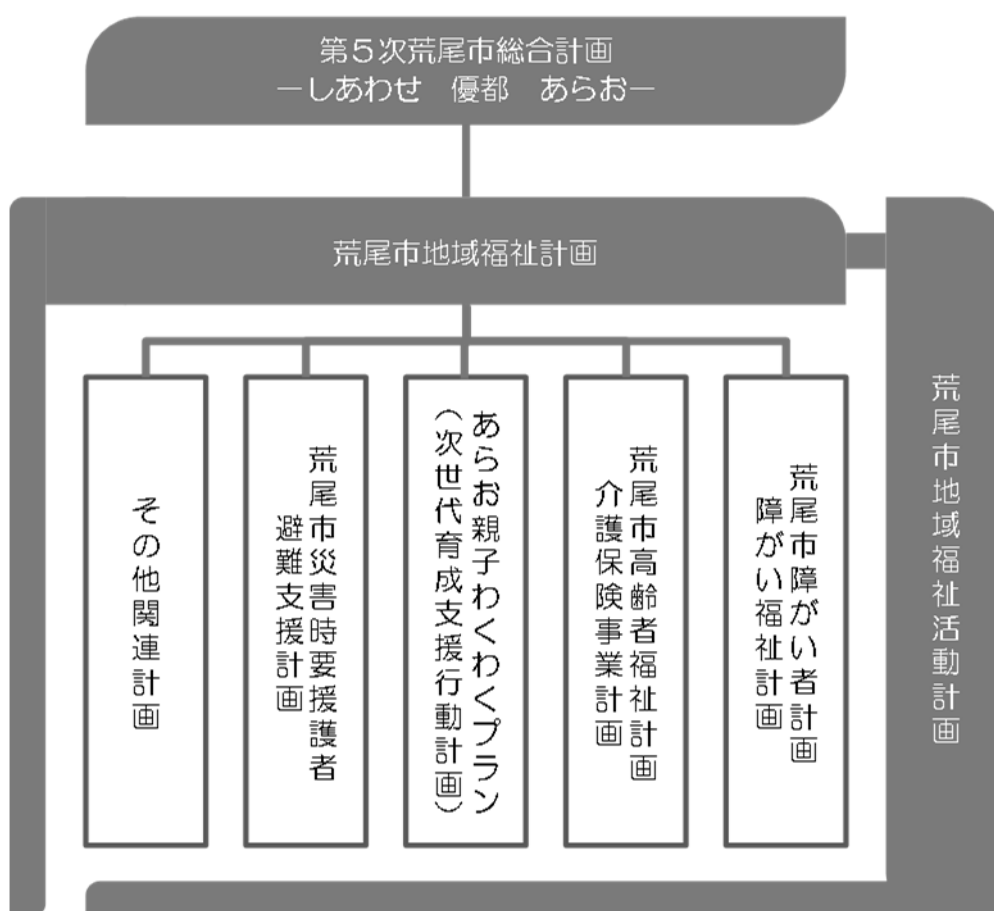 第5次荒尾市総合計画
―しあわせ　優都　あらお―
荒尾市地域福祉計画
荒尾市地域福祉活動計画
荒尾市障がい者計画
障がい福祉計画
荒尾市高齢者福祉計画
介護保険事業計画
あらお親子わくわくプラン
（次世代育成支援行動計画）
荒尾市災害時要援護者
避難支援計画
その他関連計画